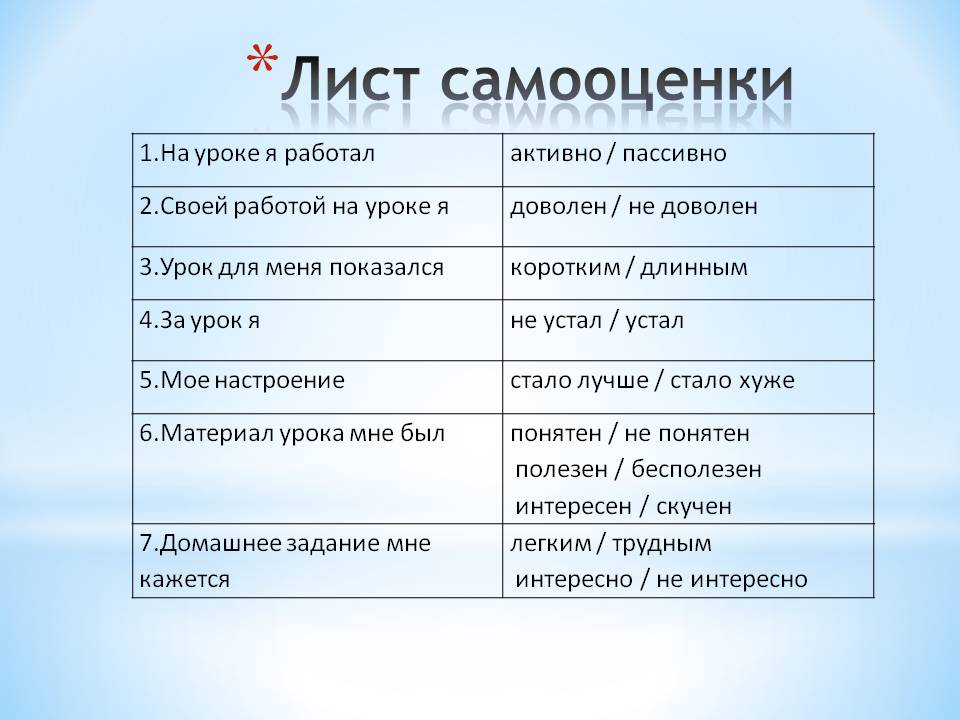 * Лист самооценки
1.На уроке я работал
активно / пассивно
2.Своей работой на уроке я
доволен / не доволен
3.Урок для меня показался
коротким / длинным
4.За урок я
не устал / устал
5.Мое настроение
стало лучше / стало хуже
6.Материал урока мне был
понятен / не понятен
полезен / бесполезен
интересен / скучен
7.Домашнее задание мне
кажется
легким / трудным
интересно / не интересно